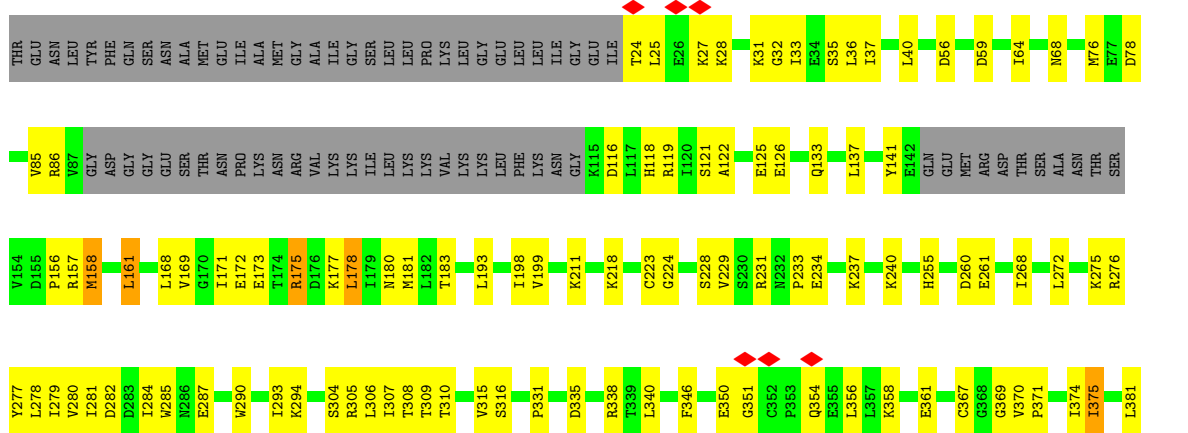 THR GLU ASN LEU TYR PHE GLN SER ASN ALA MET GLU ILE ALA MET GLY ALA ILE GLY SER LEU LEU PRO LYS LEU GLY GLU LEU LEU ILE GLY GLU ILE T24 L25 E26 K27 K28 K31 G32 I33 E34 S35 L36 I37 L40 D56 D59 I64 N68 M76 E77 D78
V85 R86 V87 GLY ASP GLY GLY GLU SER THR ASN PRO LYS ASN ARG VAL LYS LYS ILE LEU LYS LYS VAL LYS LYS LEU PHE LYS ASN GLY K115 D116 L117 H118 R119 I120 S121 A122 E125 E126 Q133 L137 Y141 E142 GLN GLU MET ARG ASP THR SER ALA ASN THR SER
V154 D155 P156 R157 M158 L161 L168 V169 G170 I171 E172 E173 T174 R175 D176 K177 L178 I179 N180 M181 L182 T183 L193 I198 V199 K211 K218 C223 G224 S228 V229 S230 R231 N232 P233 E234 K237 K240 H255 D260 E261 I268 L272 K275 R276
Y277 L278 I279 V280 I281 D282 D283 I284 W285 N286 E287 W290 I293 K294 S304 R305 L306 I307 T308 T309 T310 V315 S316 P331 D335 R338 T339 L340 F346 E350 G351 C352 P353 Q354 E355 L356 L357 K358 E361 C367 G368 G369 V370 P371 I374 I375 L381